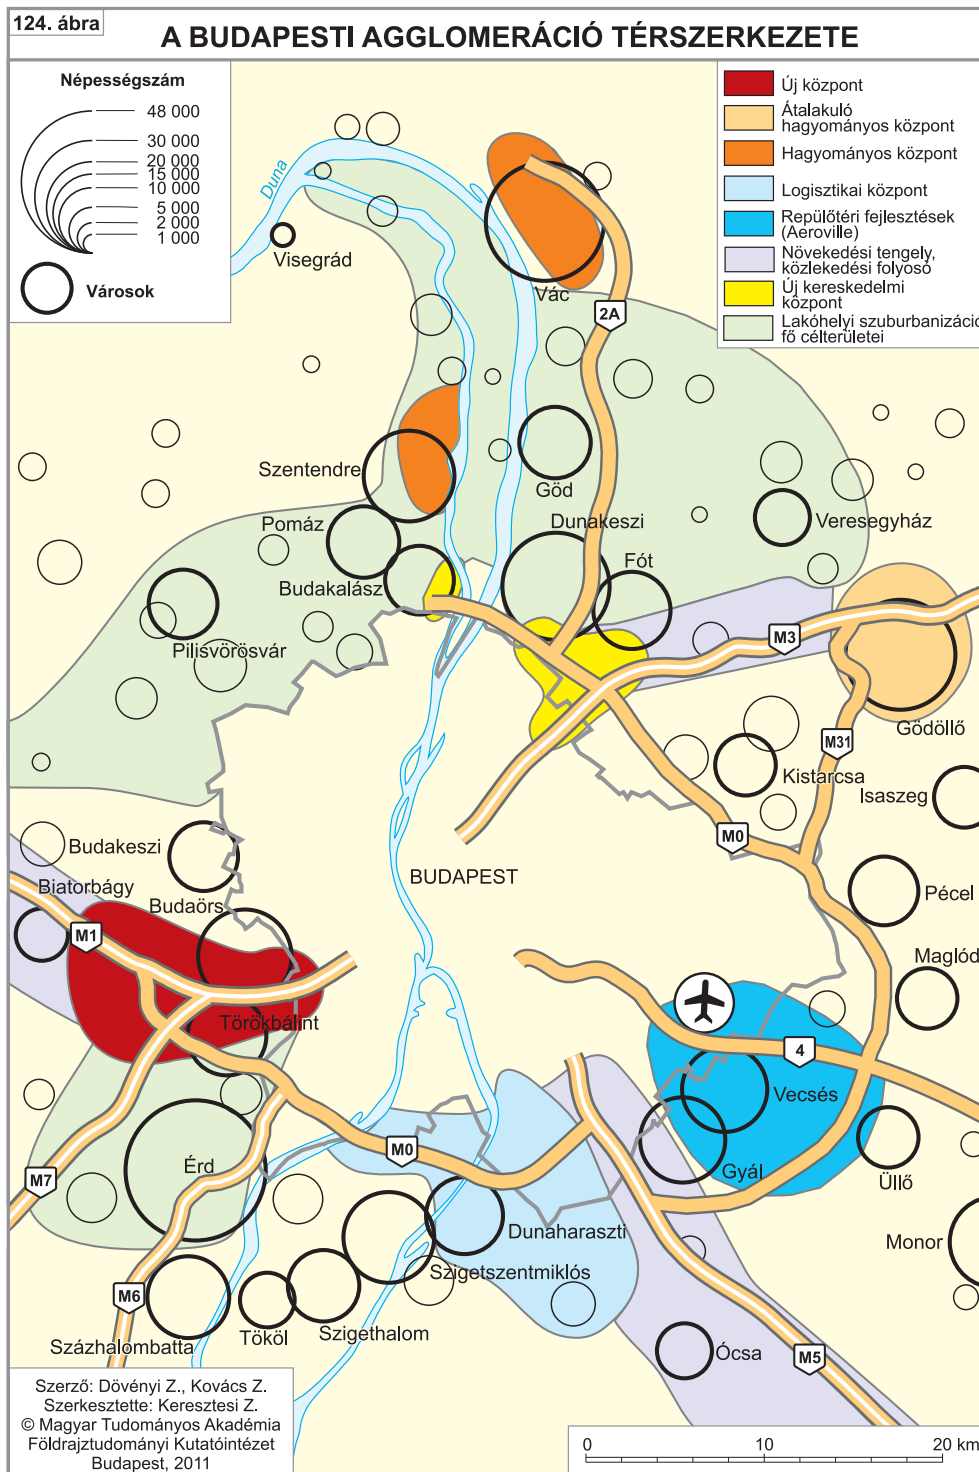 124. ábra
A BUDAPESTI AGGLOMERÁCIÓ TÉRSZERKEZETE
Népességszám
48 000
30 000
20 000
15 000
10 000
5 000
2 000
1 000
Városok
Új központ
Átalakuló
hagyományos központ
Hagyományos központ
Logisztikai központ
Repülőtéri fejlesztések
(Aeroville)
Növekedési tengely,
közlekedési folyosó
Új kereskedelmi
központ
Lakóhelyi szuburbanizáció
fő célterületei
Duna
Visegrád
Vác
2A
Szentendre
Göd
Pomáz
Dunakeszi
Veresegyház
Budakalász
Fót
Pilisvörösvár
M3
Gödöllő
M31
Kistarcsa
Isaszeg
M0
Budakeszi
Biatorbágy
BUDAPEST
Pécel
Budaörs
M1
Maglód
Törökbálint
4
Vecsés
M0
Érd
Gyál
Üllő
M7
Dunaharaszti
Monor
Szigetszentmiklós
M6
Százhalombatta
Tököl
Szigethalom
Ócsa
M5
Szerző: Dövényi Z., Kovács Z.
Szerkesztette: Keresztesi Z.
© Magyar Tudományos Akadémia
Földrajztudományi Kutatóintézet
Budapest, 2011
0 10 20 km